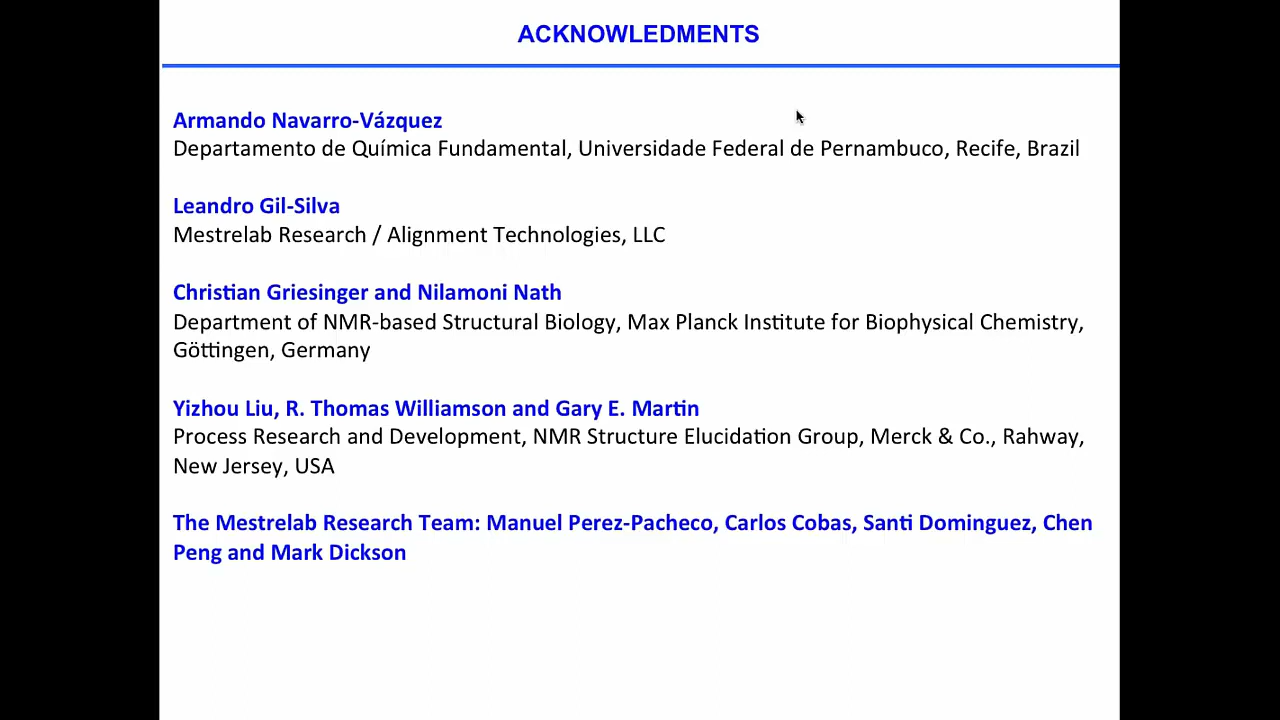 ACKNOWLEDMENTS
Armando Navarro-Vázquez
Departamento de Química Fundamental, Universidade Federal de Pernambuco, Recife, Brazil
Leandro Gil-Silva
Mestrelab Research / Alignment Technologies, LLC
Christian Griesinger and Nilamoni Nath
Department of NMR-based Structural Biology, Max Planck Institute for Biophysical Chemistry,
Göttingen, Germany
Yizhou Liu, R. Thomas Williamson and Gary E. Martin
Process Research and Development, NMR Structure Elucidation Group, Merck & Co., Rahway,
New Jersey, USA
The Mestrelab Research Team: Manuel Perez-Pacheco, Carlos Cobas, Santi Dominguez, Chen
Peng and Mark Dickson